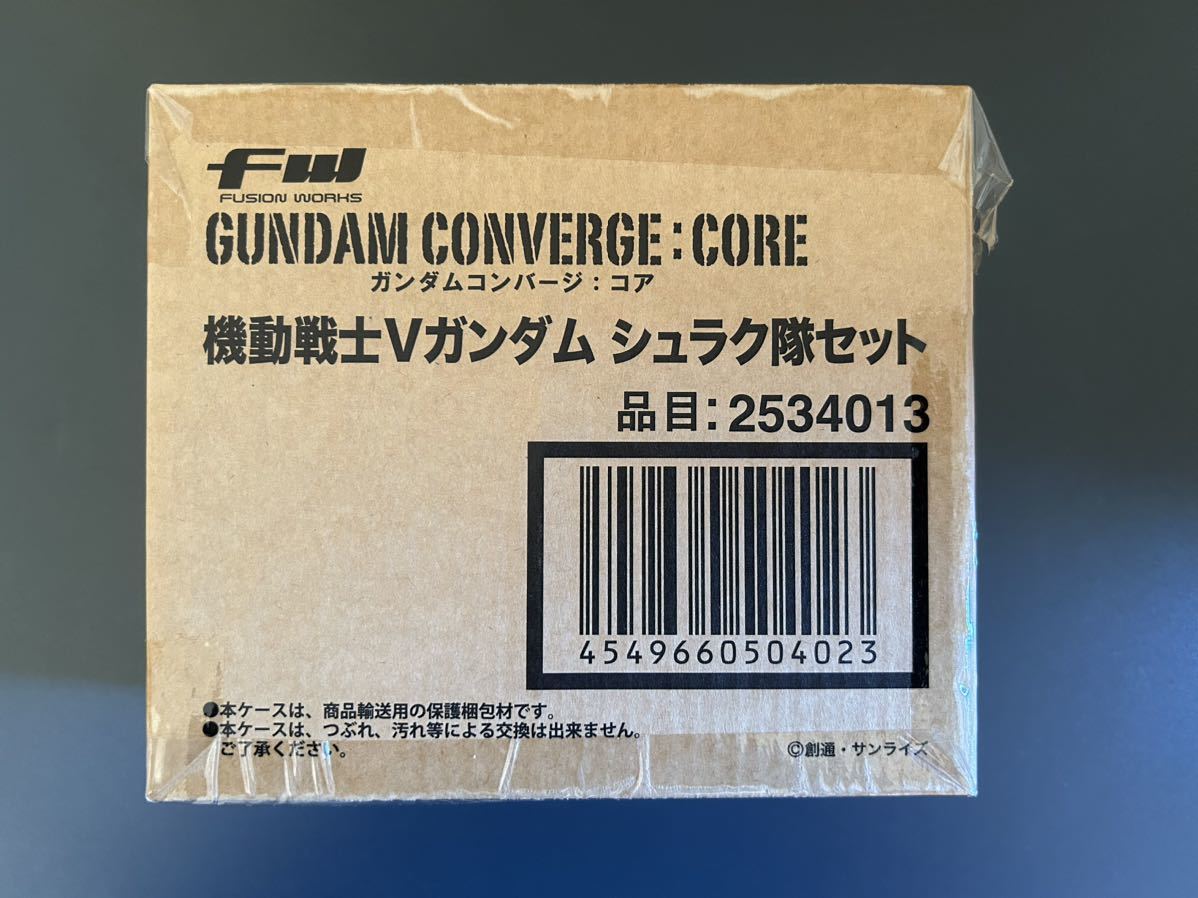 FW
FUSION WORKS
GUNDAM CONVERGE:CORE
ガンダムコンバージ：コア
機動戦士Vガンダム シュラク隊セット
品目：2534013
4549660504023
●本ケースは、商品輸送用の保護梱包材です。
●本ケースは、つぶれ、汚れ等による交換は出来ません。
ご了承ください。
©創通・サンライズ